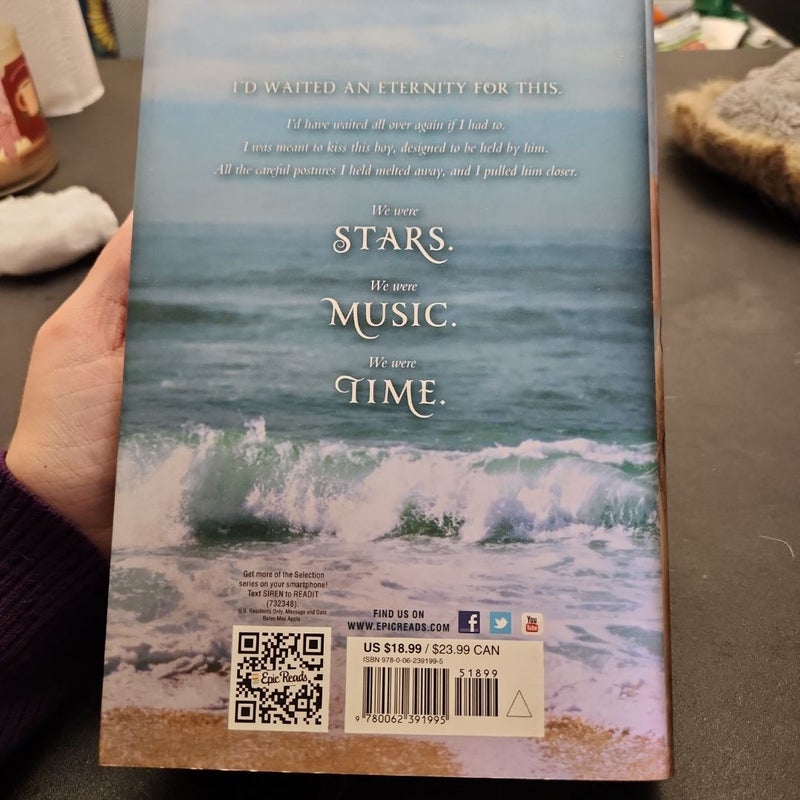 I'D WAITED AN ETERNITY FOR THIS.
I'd have waited all over again if I had to.
I was meant to kiss this boy, designed to be held by him.
All the careful postures I held melted away, and I pulled him closer.
We were
STARS.
We were
MUSIC.
We were
TIME.
Get more of the Selection
series on your smartphone!
Text SIREN to READIT
(732348).
U.S. Residents Only, Message and Data
Rates May Apply
FIND US ON
WWW.EPICREADS.COM
f
You
Tube
Epic Reads
US $18.99 / $23.99 CAN
ISBN 978-0-06-239199-5
51899
9 780062 391995